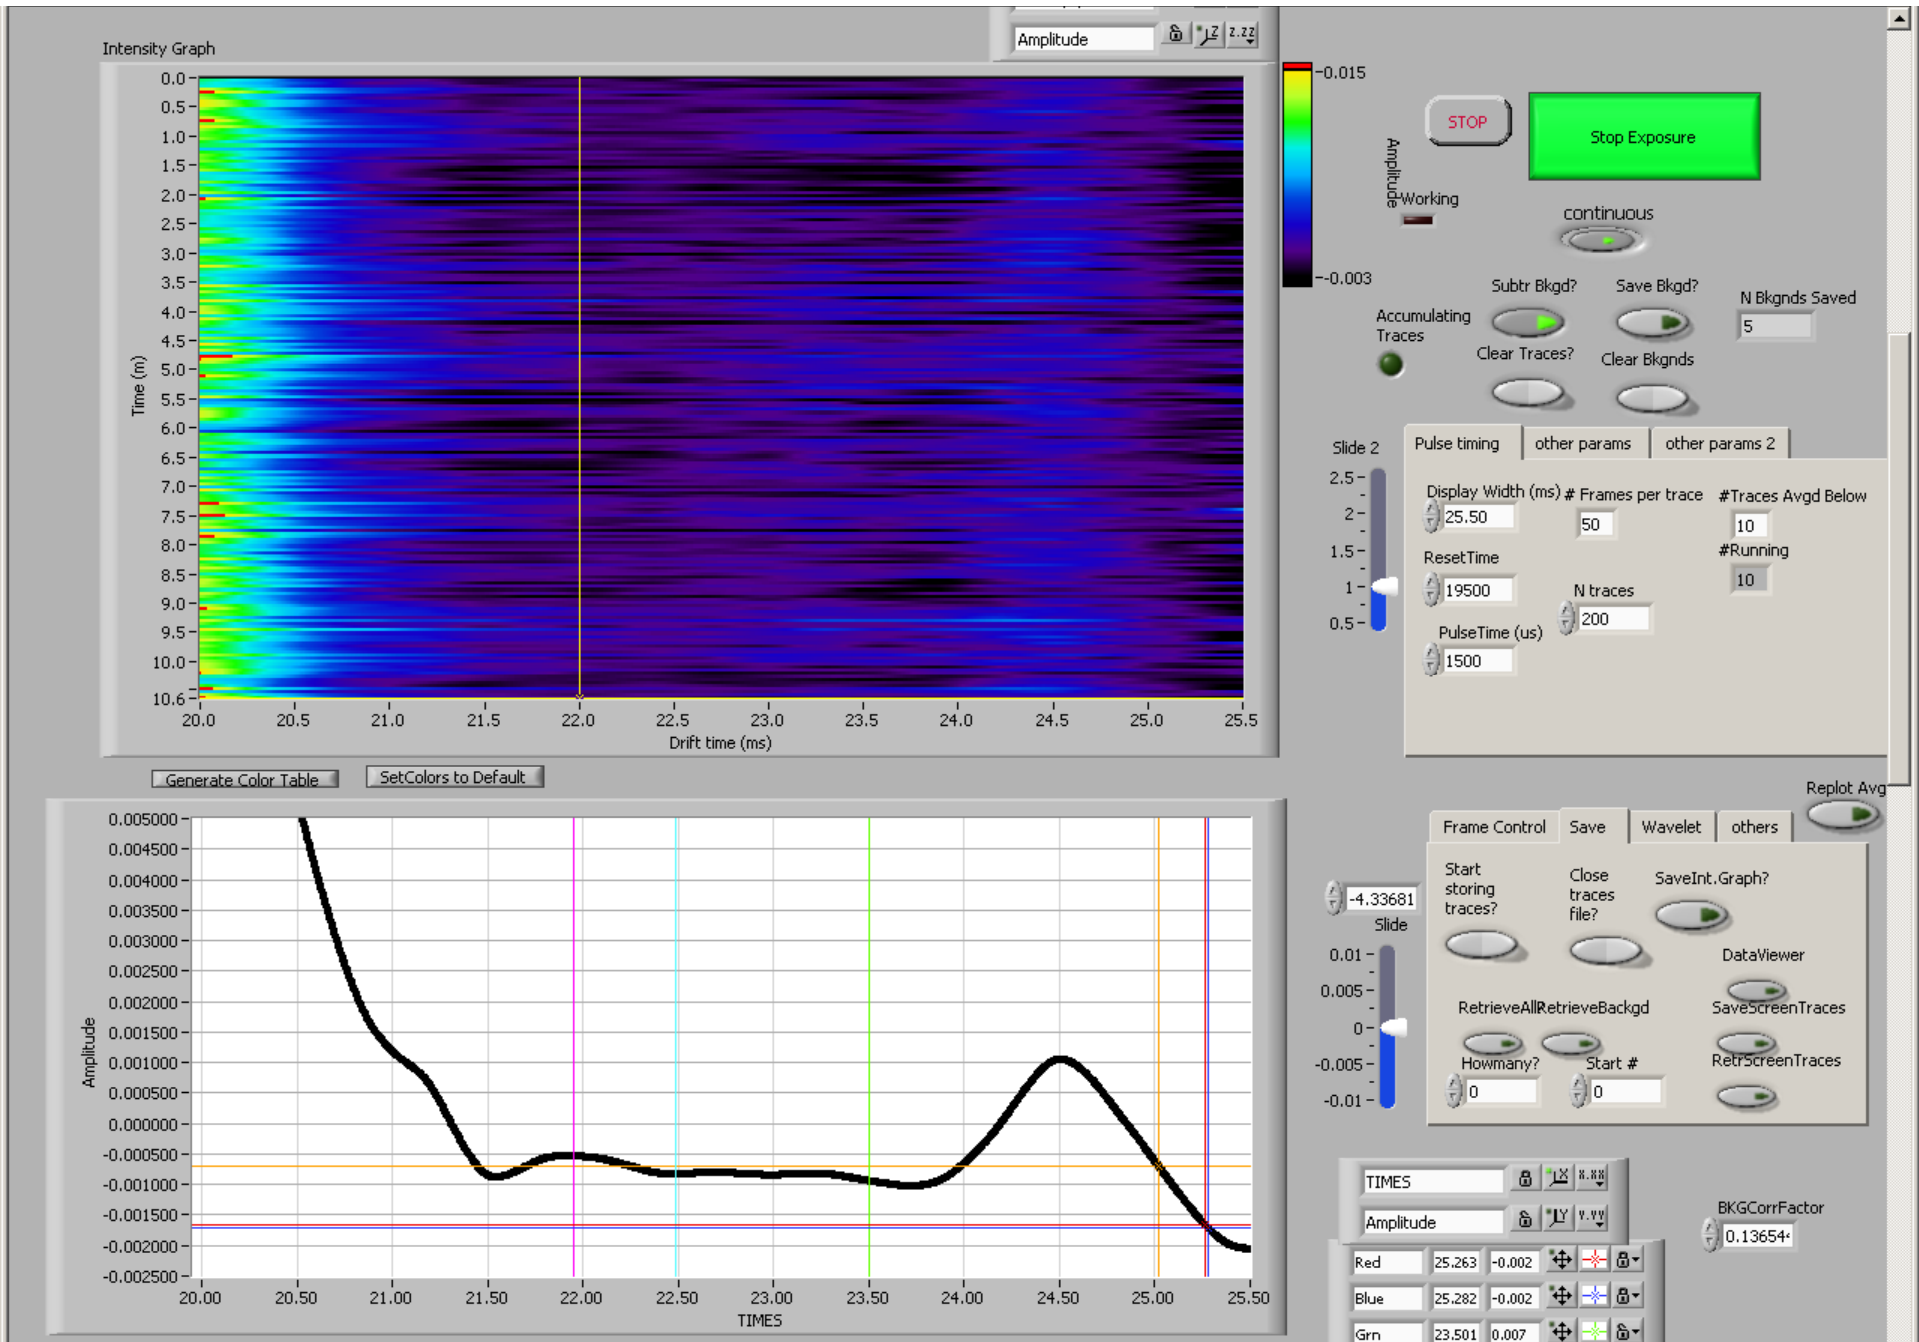 Amplitude
Intensity Graph
0.0
0.5
1.0
1.5
2.0
2.5
3.0
3.5
4.0
4.5
5.0
5.5
6.0
6.5
7.0
7.5
8.0
8.5
9.0
9.5
10.0
10.6
Time (m)
20.0 20.5 21.0 21.5 22.0 22.5 23.0 23.5 24.0 24.5 25.0 25.5
Drift time (ms)
-0.015
-0.003
Amplitude
STOP
Stop Exposure
Working
continuous
Subtr Bkgd?
Save Bkgd?
N Bkgnds Saved
5
Accumulating
Traces
Clear Traces?
Clear Bkgnds
Slide 2
2.5
2
1.5
1
0.5
Pulse timing
other params
other params 2
Display Width (ms)
25.50
# Frames per trace
50
#Traces Avgd Below
10
#Running
10
ResetTime
19500
N traces
200
PulseTime (us)
1500
Generate Color Table
SetColors to Default
0.005000
0.004500
0.004000
0.003500
0.003000
0.002500
0.002000
0.001500
0.001000
0.000500
0.000000
-0.000500
-0.001000
-0.001500
-0.002000
-0.002500
Amplitude
20.00 20.50 21.00 21.50 22.00 22.50 23.00 23.50 24.00 24.50 25.00 25.50
TIMES
Replot Avg
Frame Control
Save
Wavelet
others
-4.33681
Slide
0.01
0.005
0
-0.005
-0.01
Start
storing
traces?
Close
traces
file?
SaveInt.Graph?
DataViewer
RetrieveAll
RetrieveBackgd
SaveScreenTraces
Howmany?
0
Start #
0
RetrScreenTraces
TIMES
Amplitude
BKGCorrFactor
0.13654
Red 25.263 -0.002
Blue 25.282 -0.002
Grn 23.501 0.007